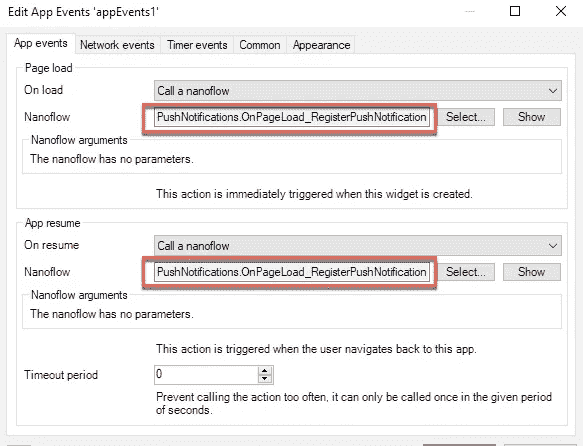 Edit App Events 'appEvents1'
App events Network events Timer events Common Appearance
Page load
On load Call a nanoflow
Nanoflow PushNotifications.OnPageLoad_RegisterPushNotification Select... Show
Nanoflow arguments
The nanoflow has no parameters.
This action is immediately triggered when this widget is created.
App resume
On resume Call a nanoflow
Nanoflow PushNotifications.OnPageLoad_RegisterPushNotification Select... Show
Nanoflow arguments
The nanoflow has no parameters.
This action is triggered when the user navigates back to this app.
Timeout period 0
Prevent calling the action too often, it can only be called once in the given period
of seconds.